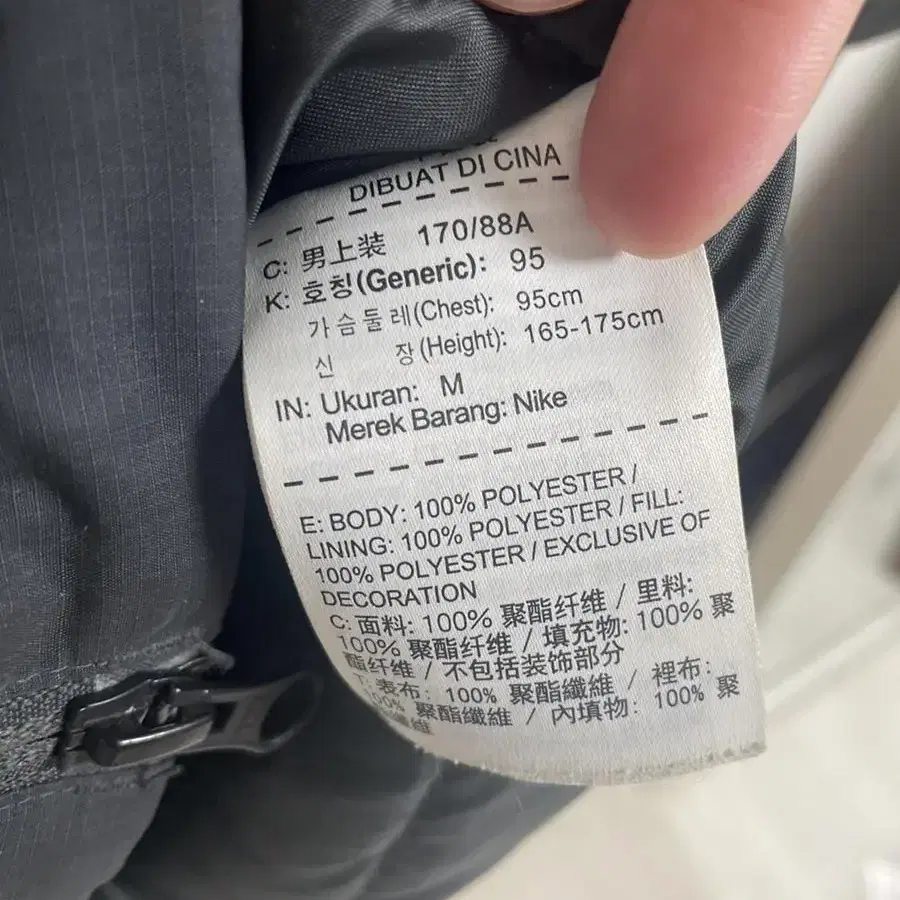 DIBUAT DI CINA
C: 男上装 170/88A
K: 호칭(Generic): 95
가슴둘레(Chest): 95cm
신 장(Height): 165-175cm
IN: Ukuran: M
Merek Barang: Nike
E: BODY: 100% POLYESTER /
LINING: 100% POLYESTER / FILL:
100% POLYESTER / EXCLUSIVE OF
DECORATION
C: 面料: 100% 聚酯纤维 / 里料:
100% 聚酯纤维 / 填充物: 100% 聚
酯纤维 / 不包括装饰部分
T: 表布: 100% 聚酯纖維 / 裡布:
100% 聚酯纖維 / 內填物: 100% 聚
纖維